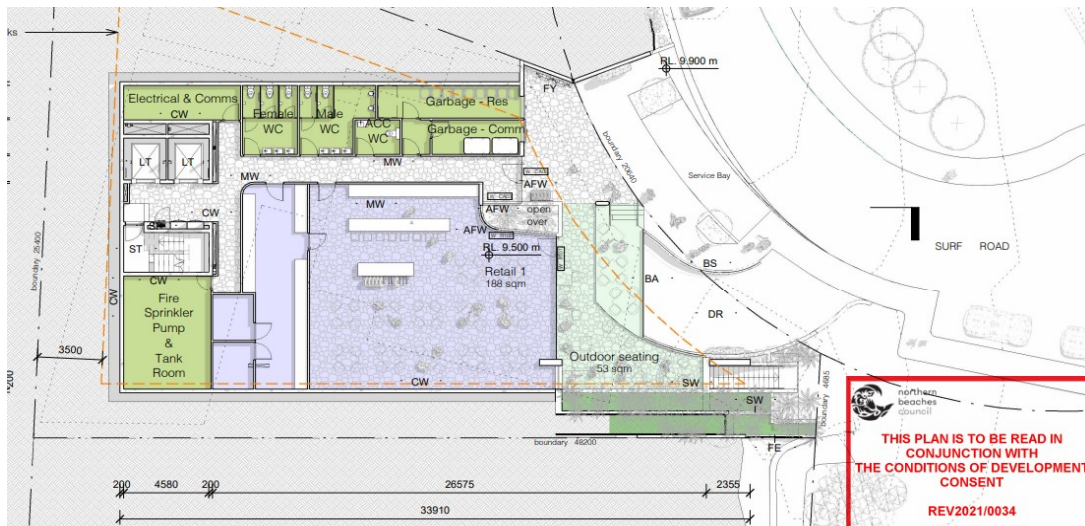 ks
RL. 9.900 m
FY
Electrical & Comms
CW
Female
WC
Male
WC
ACC
WC
Garbage - Res
Garbage - Comm
boundary 20640
Service Bay
LT
LT
MW
MW
MW
CW
AFW
AFW
AFW
open
over
RL. 9.500 m
Retail 1
188 sqm
ST
CW
CW
Fire
Sprinkler
Pump
&
Tank
Room
boundary 25400
3500
BS
BA
DR
SURF ROAD
Outdoor seating
53 sqm
CW
SW
SW
boundary 4685
FE
boundary 48200
200
4580
200
26575
2355
33910
northern
beaches
council
THIS PLAN IS TO BE READ IN
CONJUNCTION WITH
THE CONDITIONS OF DEVELOPMENT
CONSENT
REV2021/0034